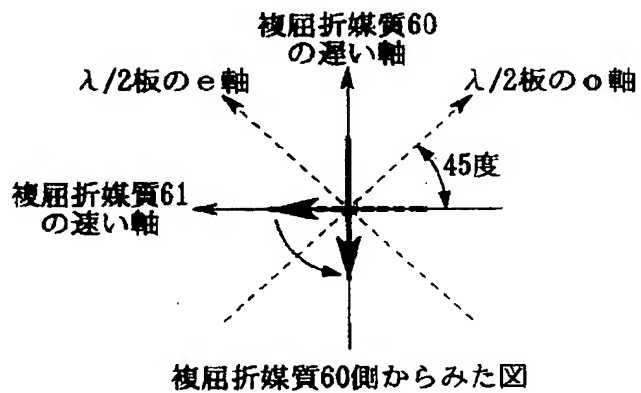 複屈折媒質60
の遅い軸
λ/2板のe軸
λ/2板のo軸
45度
複屈折媒質61
の速い軸
複屈折媒質60側からみた図